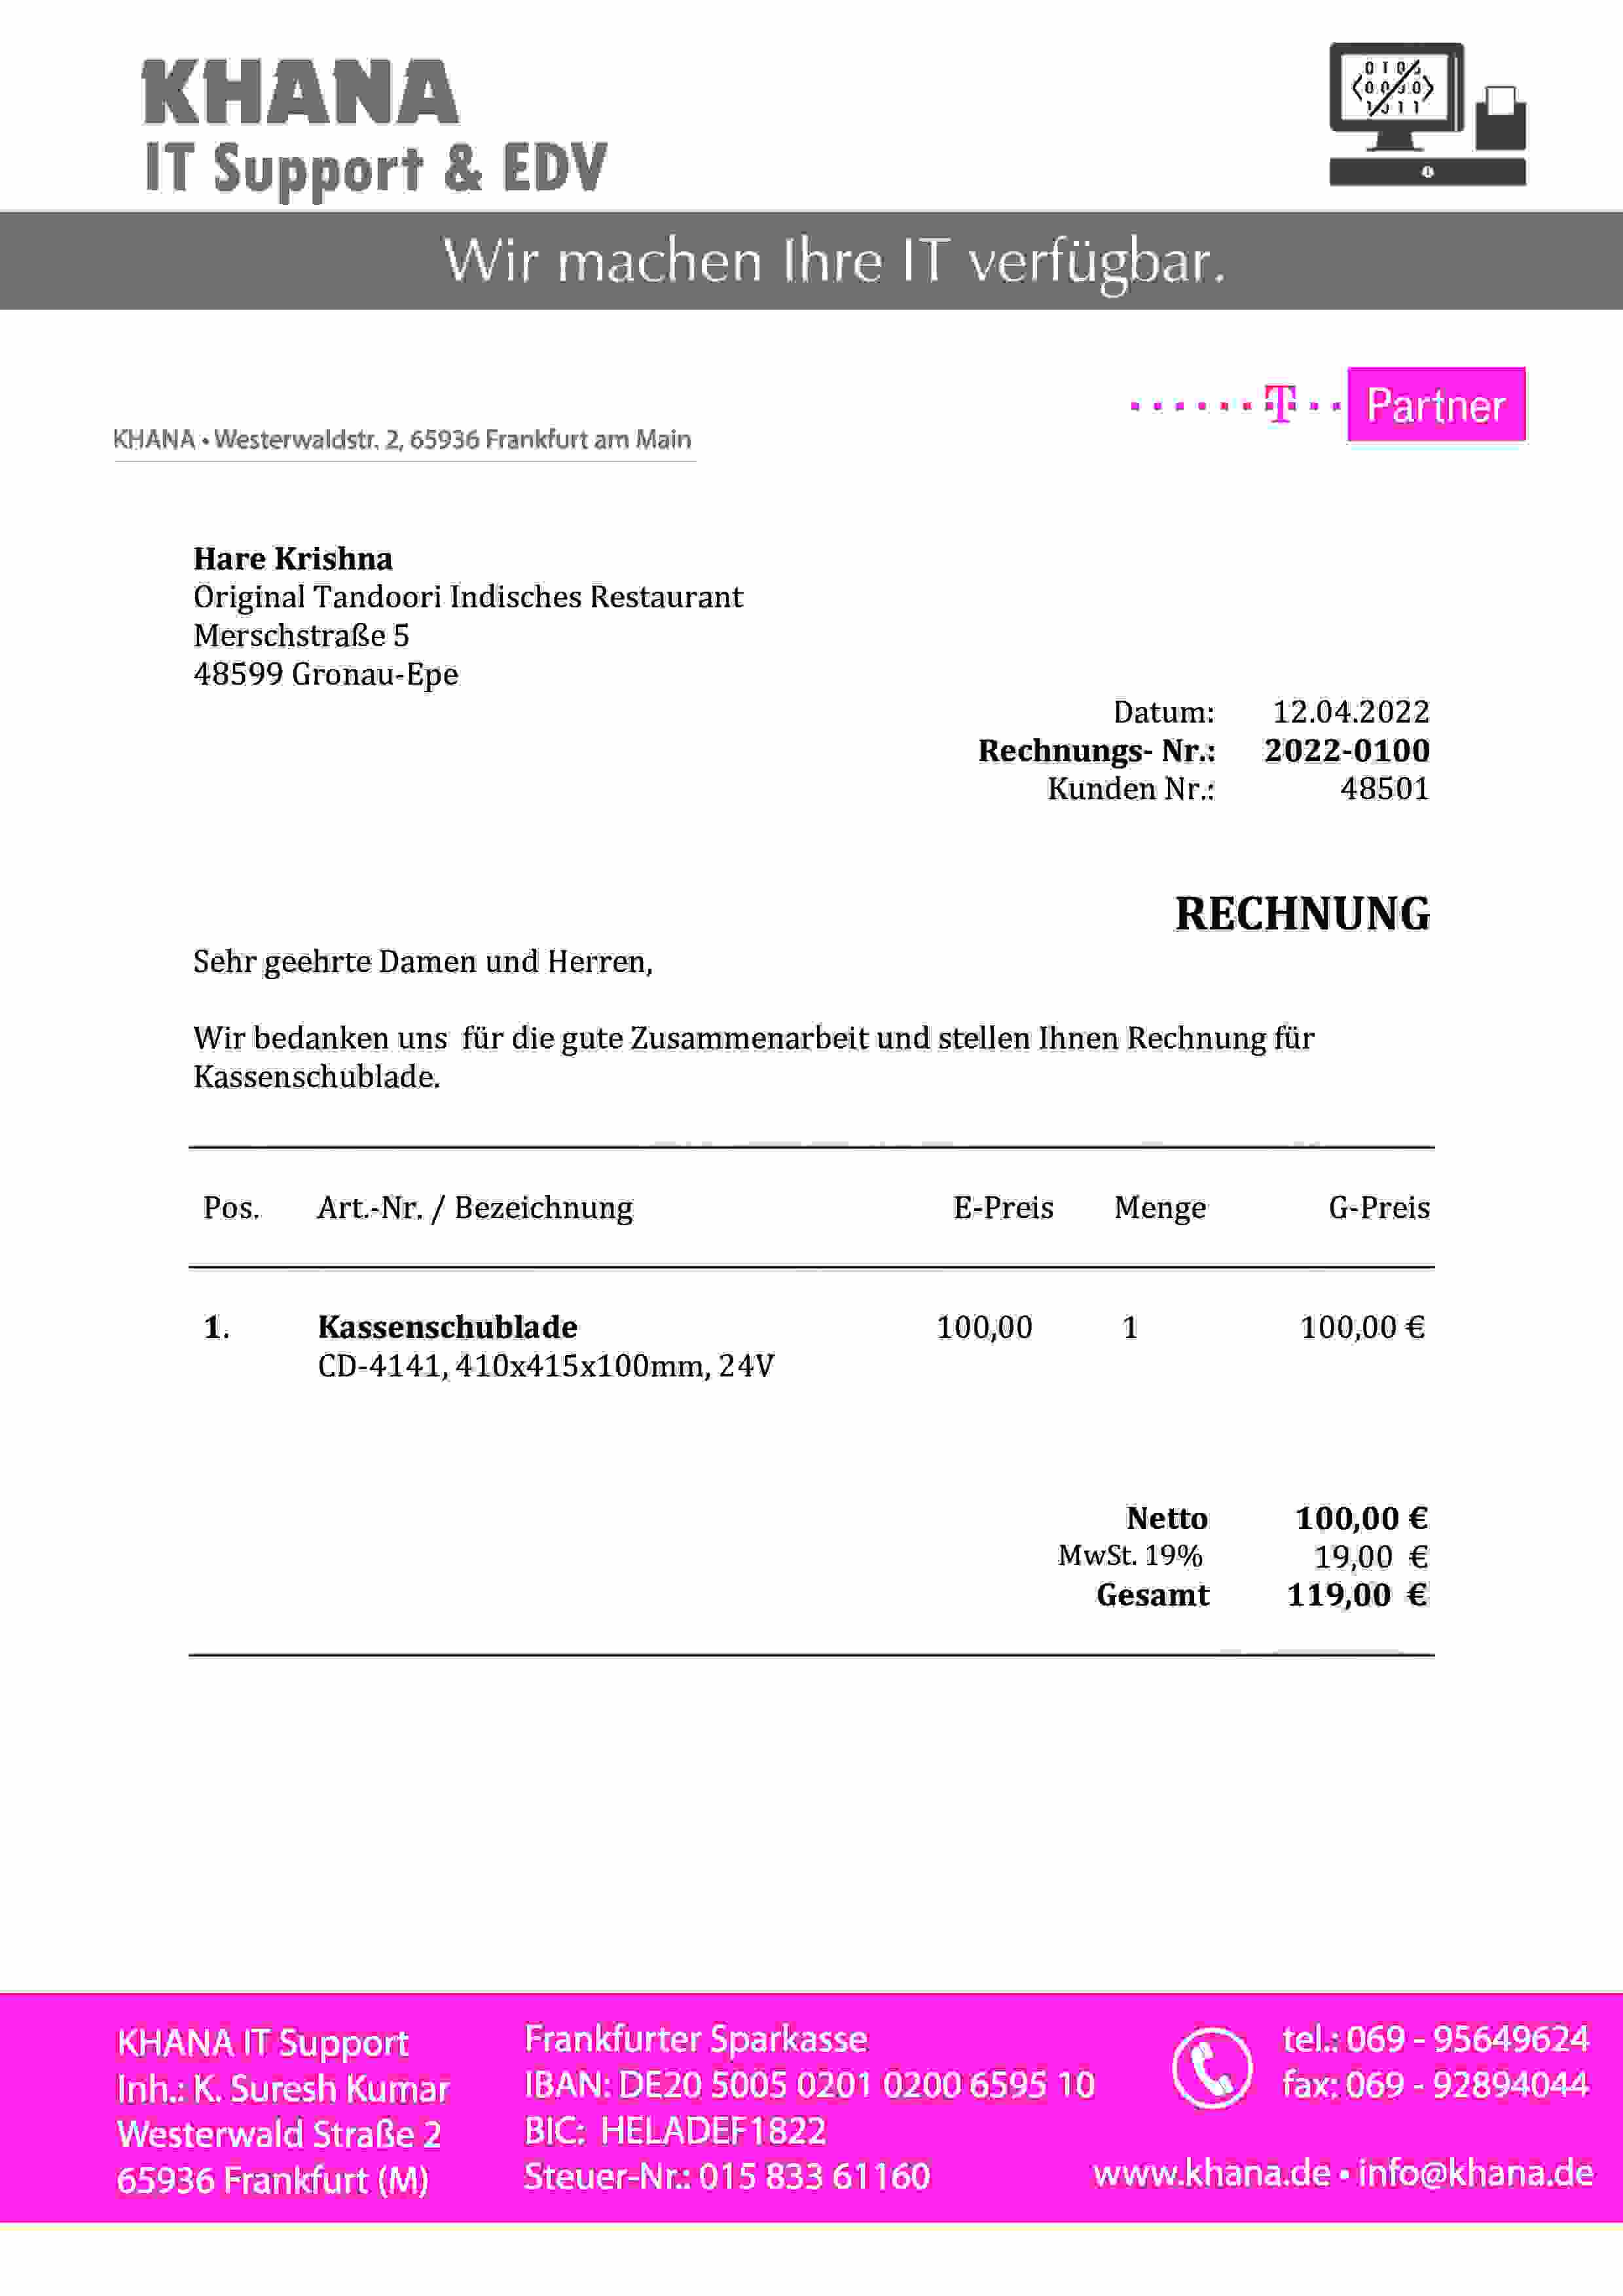 KHANA
IT Support & EDV
Wir machen Ihre IT verfügbar.
T Partner
KHANA • Westerwaldstr. 2, 65936 Frankfurt am Main
Hare Krishna
Original Tandoori Indisches Restaurant
Merschstraße 5
48599 Gronau-Epe
Datum: 12.04.2022
Rechnungs- Nr.: 2022-0100
Kunden Nr.: 48501
RECHNUNG
Sehr geehrte Damen und Herren,
Wir bedanken uns für die gute Zusammenarbeit und stellen Ihnen Rechnung für
Kassenschublade.
Pos. Art.-Nr. / Bezeichnung E-Preis Menge G-Preis
1. Kassenschublade 100,00 1 100,00 €
CD-4141, 410x415x100mm, 24V
Netto 100,00 €
MwSt. 19% 19,00 €
Gesamt 119,00 €
KHANA IT Support
Inh.: K. Suresh Kumar
Westerwald Straße 2
65936 Frankfurt (M)
Frankfurter Sparkasse
IBAN: DE20 5005 0201 0200 6595 10
BIC: HELADEF1822
Steuer-Nr.: 015 833 61160
tel.: 069 - 95649624
fax: 069 - 92894044
www.khana.de • info@khana.de